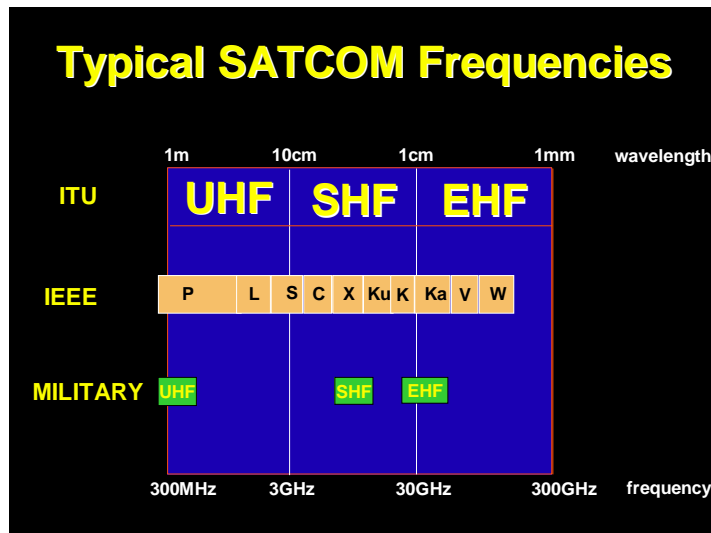 Typical SATCOM Frequencies
1m 10cm 1cm 1mm wavelength
ITU UHF SHF EHF
IEEE P L S C X Ku K Ka V W
MILITARY UHF SHF EHF
300MHz 3GHz 30GHz 300GHz frequency